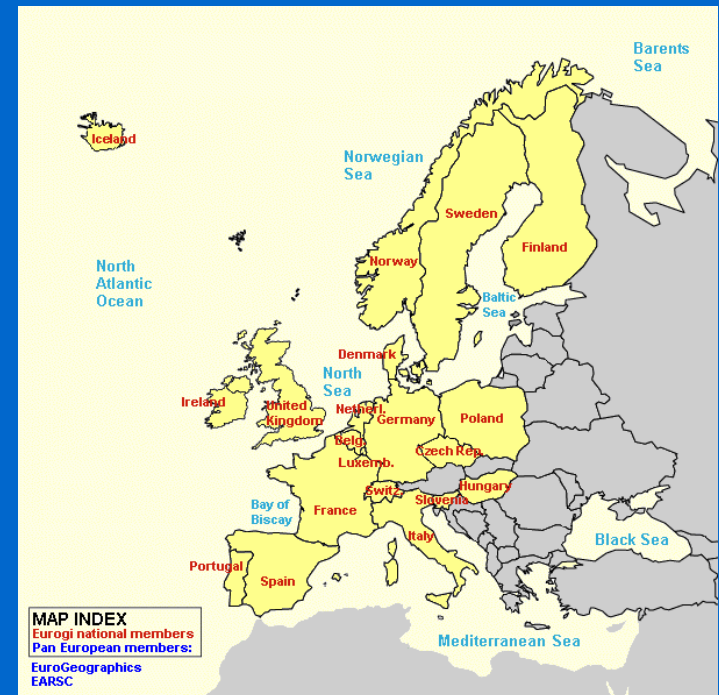 Barents
Sea
Iceland
Norwegian
Sea
Sweden
Finland
Norway
North
Atlantic
Ocean
Baltic
Sea
Denmark
North
Sea
Ireland
United
Kingdom
Netherl.
Germany
Poland
Belg.
Czech Rep.
Luxemb.
Switz.
Hungary
Slovenia
Bay of
Biscay
France
Italy
Black Sea
Portugal
Spain
Mediterranean Sea
MAP INDEX
Eurogi national members
Pan European members:
EuroGeographics
EARSC